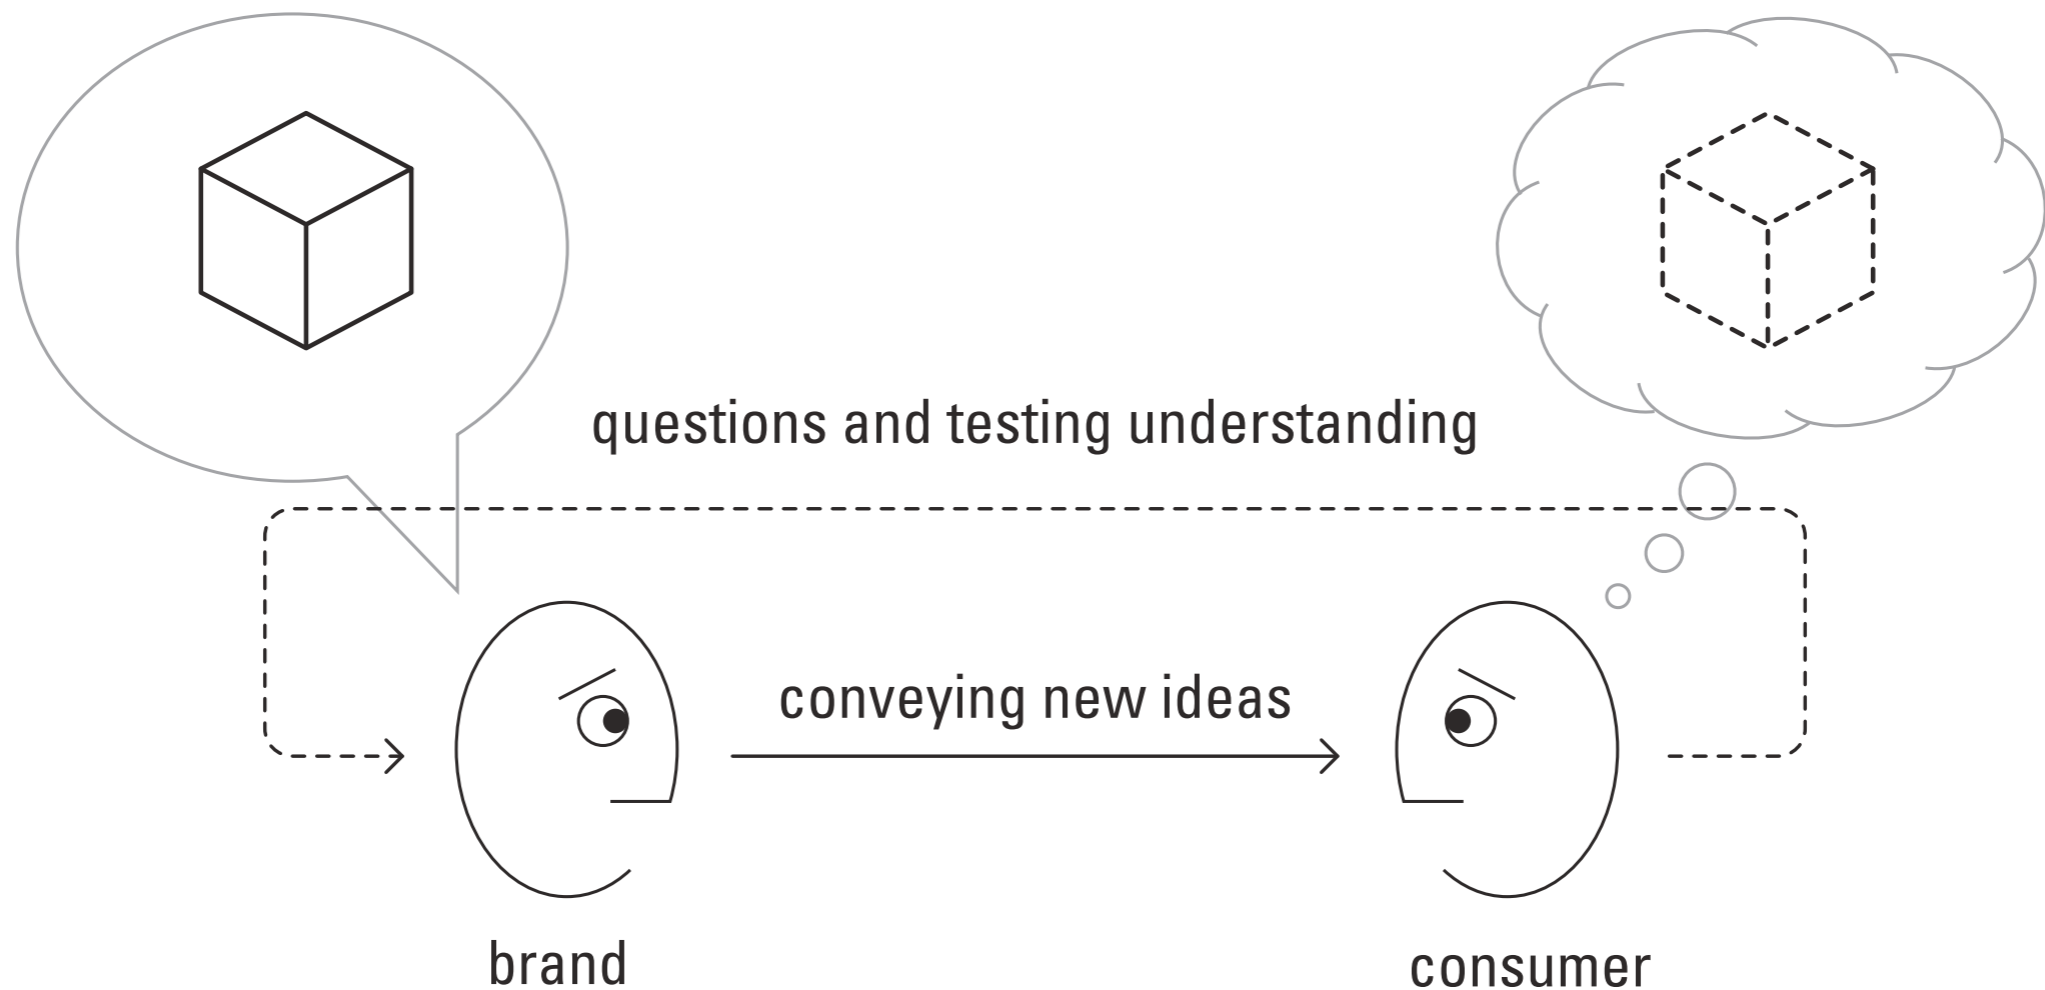 questions and testing understanding
conveying new ideas
brand
consumer